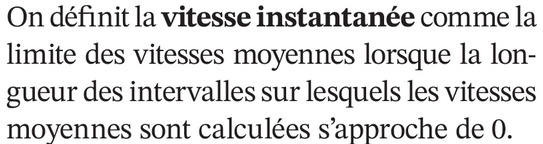 On définit la vitesse instantanée comme la
limite des vitesses moyennes lorsque la lon-
gueur des intervalles sur lesquels les vitesses
moyennes sont calculées s'approche de 0.